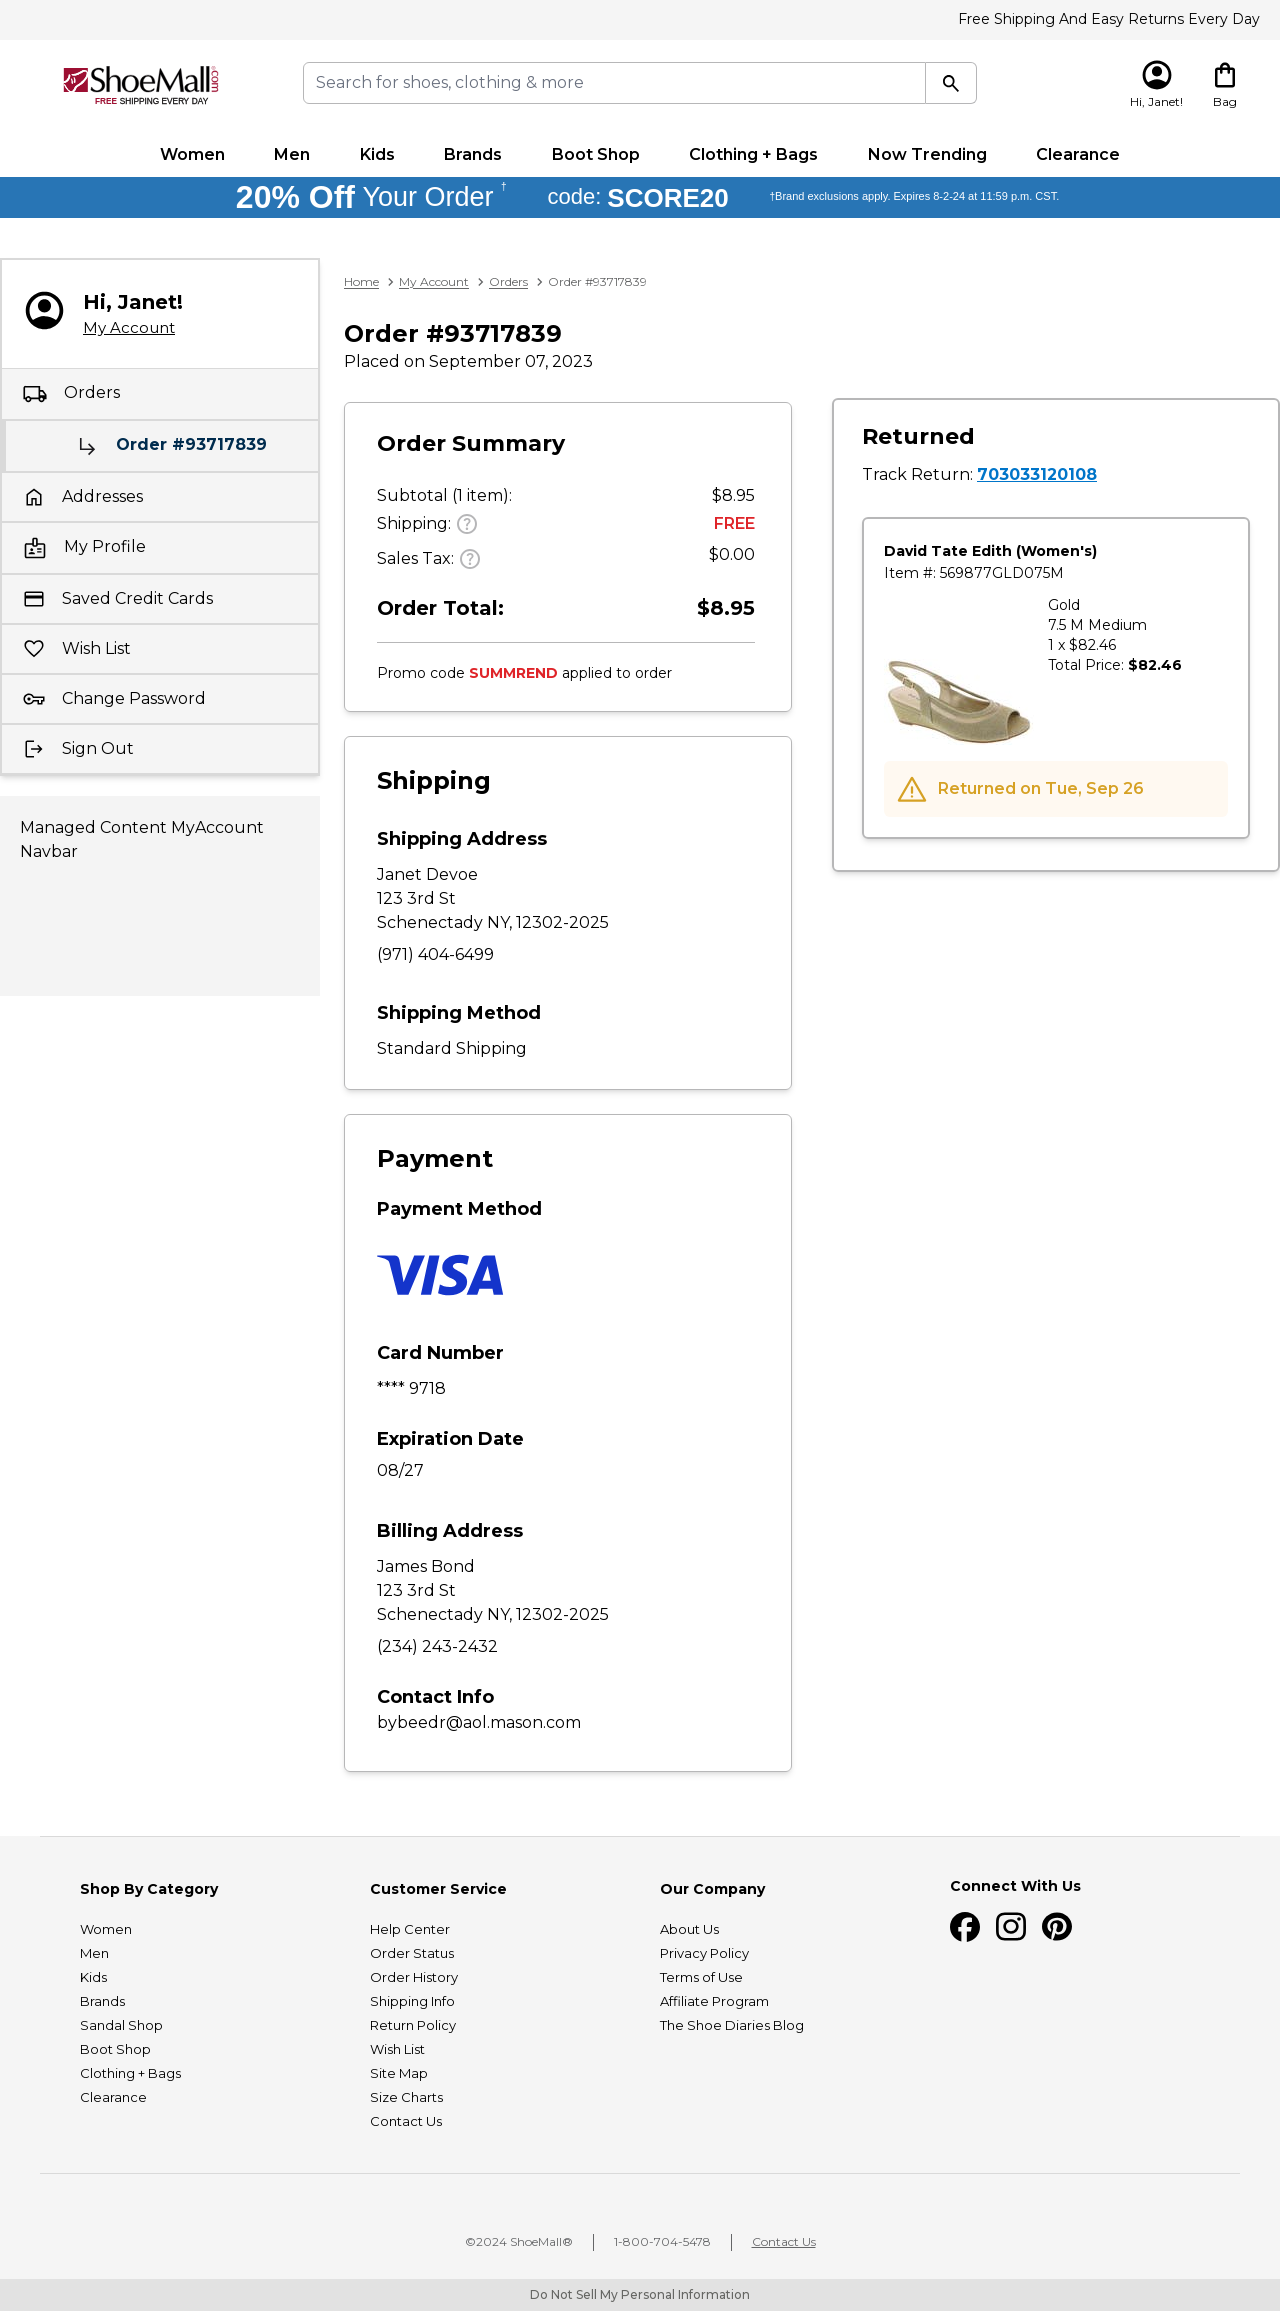 Free Shipping And Easy Returns Every Day
ShoeMall.com®
FREE SHIPPING EVERY DAY
Search for shoes, clothing & more
Hi, Janet!
Bag
Women Men Kids Brands Boot Shop Clothing + Bags Now Trending Clearance
20% Off Your Order † code: SCORE20 †Brand exclusions apply. Expires 8-2-24 at 11:59 p.m. CST.
Hi, Janet!
My Account
Orders
Order #93717839
Addresses
My Profile
Saved Credit Cards
Wish List
Change Password
Sign Out
Managed Content MyAccount
Navbar
Home > My Account > Orders > Order #93717839
Order #93717839
Placed on September 07, 2023
Order Summary
Subtotal (1 item): $8.95
Shipping: ? FREE
Sales Tax: ? $0.00
Order Total: $8.95
Promo code SUMMREND applied to order
Shipping
Shipping Address
Janet Devoe
123 3rd St
Schenectady NY, 12302-2025
(971) 404-6499
Shipping Method
Standard Shipping
Payment
Payment Method
VISA
Card Number
**** 9718
Expiration Date
08/27
Billing Address
James Bond
123 3rd St
Schenectady NY, 12302-2025
(234) 243-2432
Contact Info
bybeedr@aol.mason.com
Returned
Track Return: 703033120108
David Tate Edith (Women's)
Item #: 569877GLD075M
Gold
7.5 M Medium
1 x $82.46
Total Price: $82.46
Returned on Tue, Sep 26
Shop By Category
Women
Men
Kids
Brands
Sandal Shop
Boot Shop
Clothing + Bags
Clearance
Customer Service
Help Center
Order Status
Order History
Shipping Info
Return Policy
Wish List
Site Map
Size Charts
Contact Us
Our Company
About Us
Privacy Policy
Terms of Use
Affiliate Program
The Shoe Diaries Blog
Connect With Us
©2024 ShoeMall® | 1-800-704-5478 | Contact Us
Do Not Sell My Personal Information